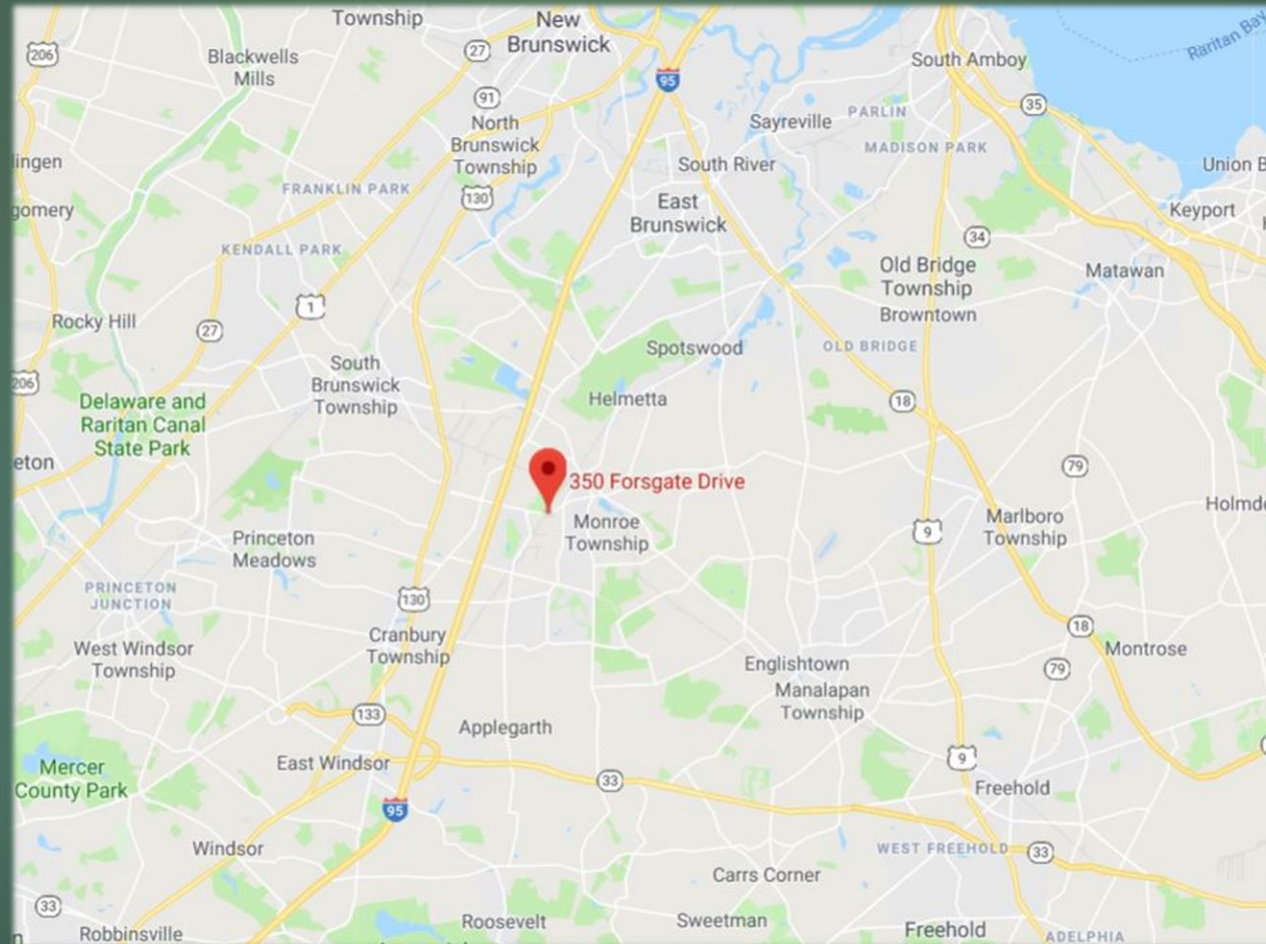 Township
New
Brunswick
206
27
Blackwells
Mills
95
South Amboy
Raritan Bay
91
North
Brunswick
Township
PARLIN
35
Sayreville
MADISON PARK
lingen
South River
Union B
FRANKLIN PARK
130
gomery
East
Brunswick
Keyport
KENDALL PARK
34
Old Bridge
Township
Matawan
1
Browntown
Rocky Hill
27
Spotswood
OLD BRIDGE
South
Brunswick
Township
206
Helmetta
18
Delaware and
Raritan Canal
State Park
eton
79
350 Forsgate Drive
Holmd
Monroe
Township
9
Marlboro
Township
Princeton
Meadows
PRINCETON
JUNCTION
130
18
Cranbury
Township
West Windsor
Township
Montrose
Englishtown
79
Manalapan
Township
133
Applegarth
East Windsor
9
Mercer
County Park
33
Freehold
95
Windsor
WEST FREEHOLD
33
Carrs Corner
33
Roosevelt
Sweetman
Freehold
Robbinsville
ADELPHIA